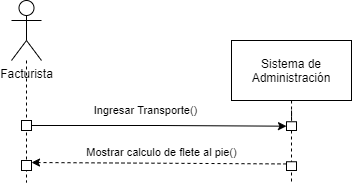 Facturista
Sistema de
Administración
Ingresar Transporte()
Mostrar calculo de flete al pie()